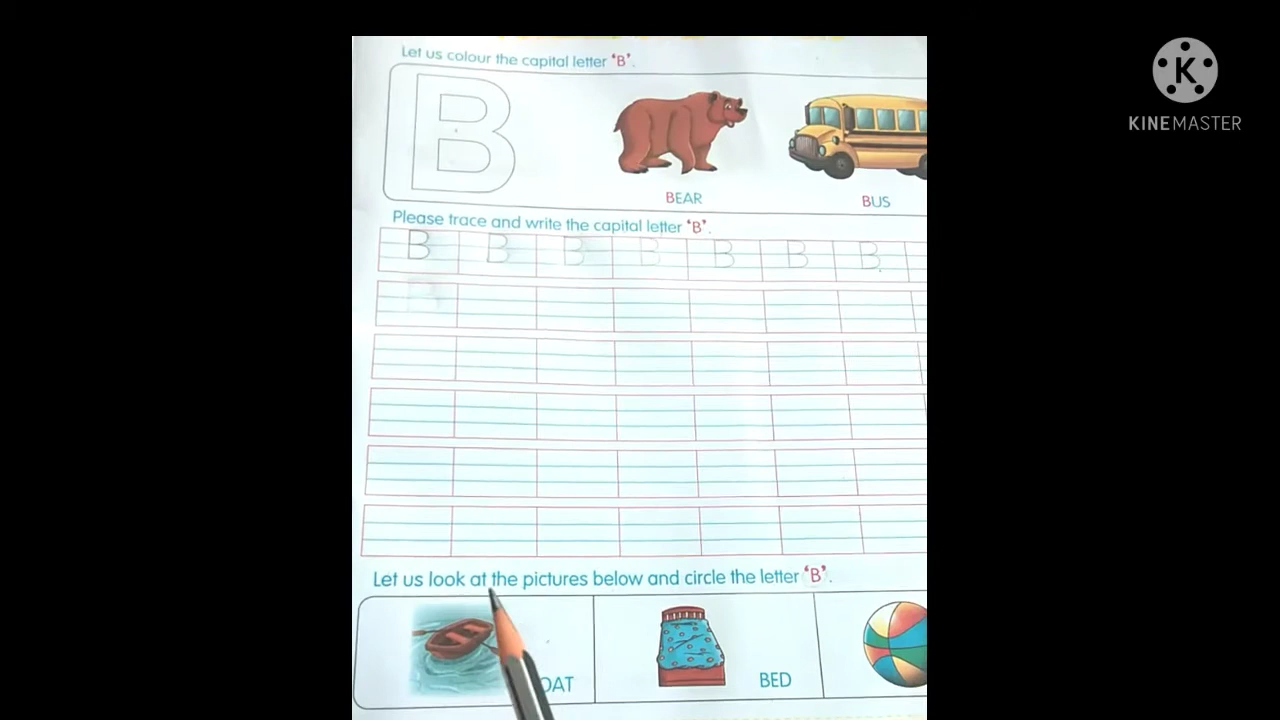 Let us colour the capital letter ‘B’.
B
BEAR
BUS
KINEMASTER
Please trace and write the capital letter ‘B’.
B B B B B B B
Let us look at the pictures below and circle the letter ‘B’.
OAT
BED